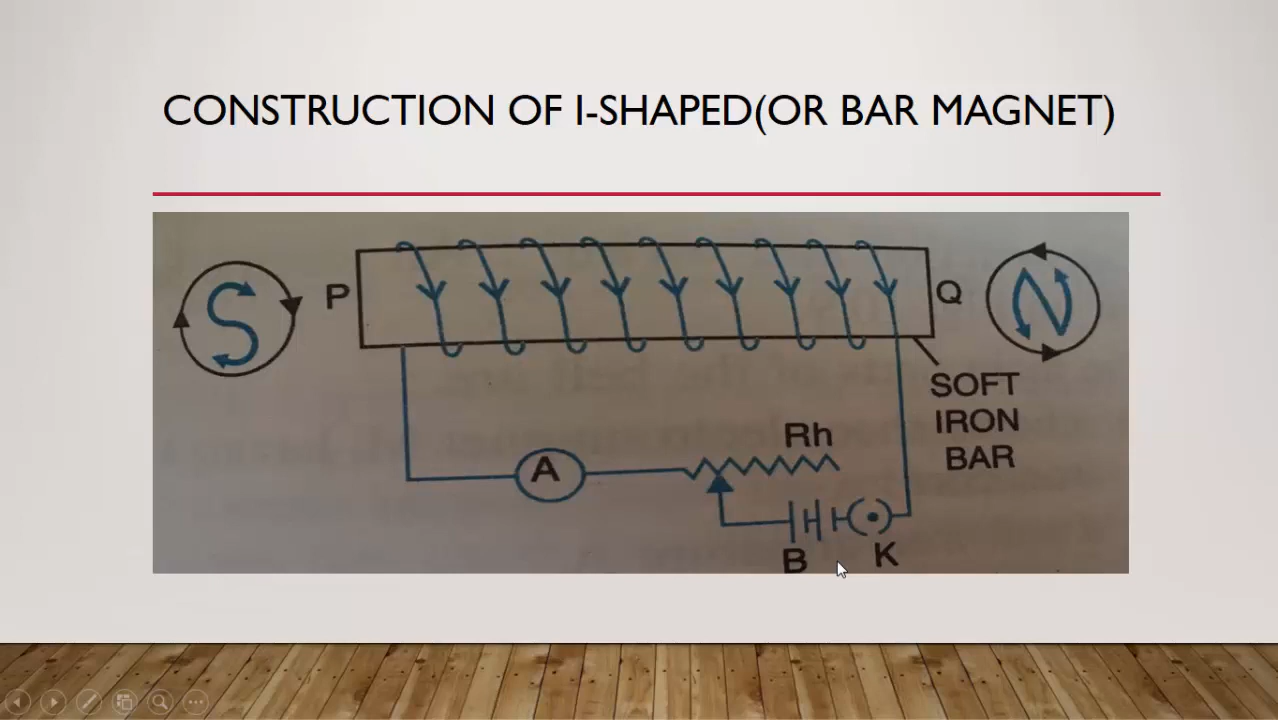 CONSTRUCTION OF I-SHAPED(OR BAR MAGNET)
S
P
Q
N
SOFT
IRON
BAR
Rh
A
B
K